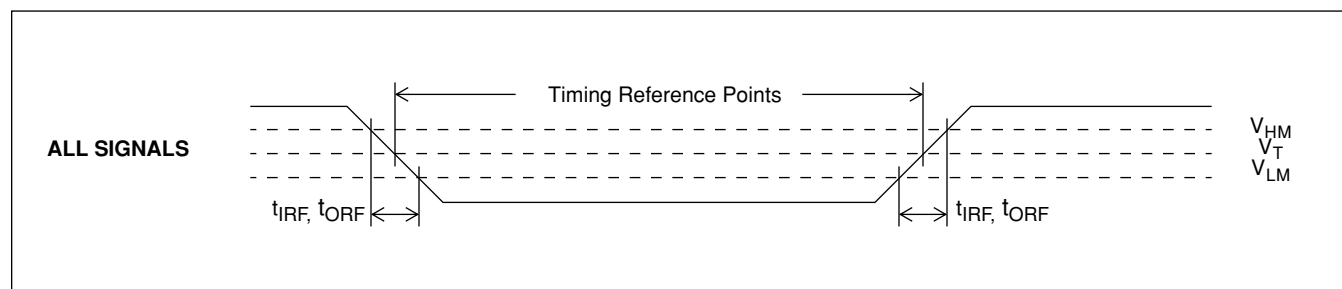 Timing Reference Points
V_HM
ALL SIGNALS
V_T
V_LM
t_IRF, t_ORF
t_IRF, t_ORF